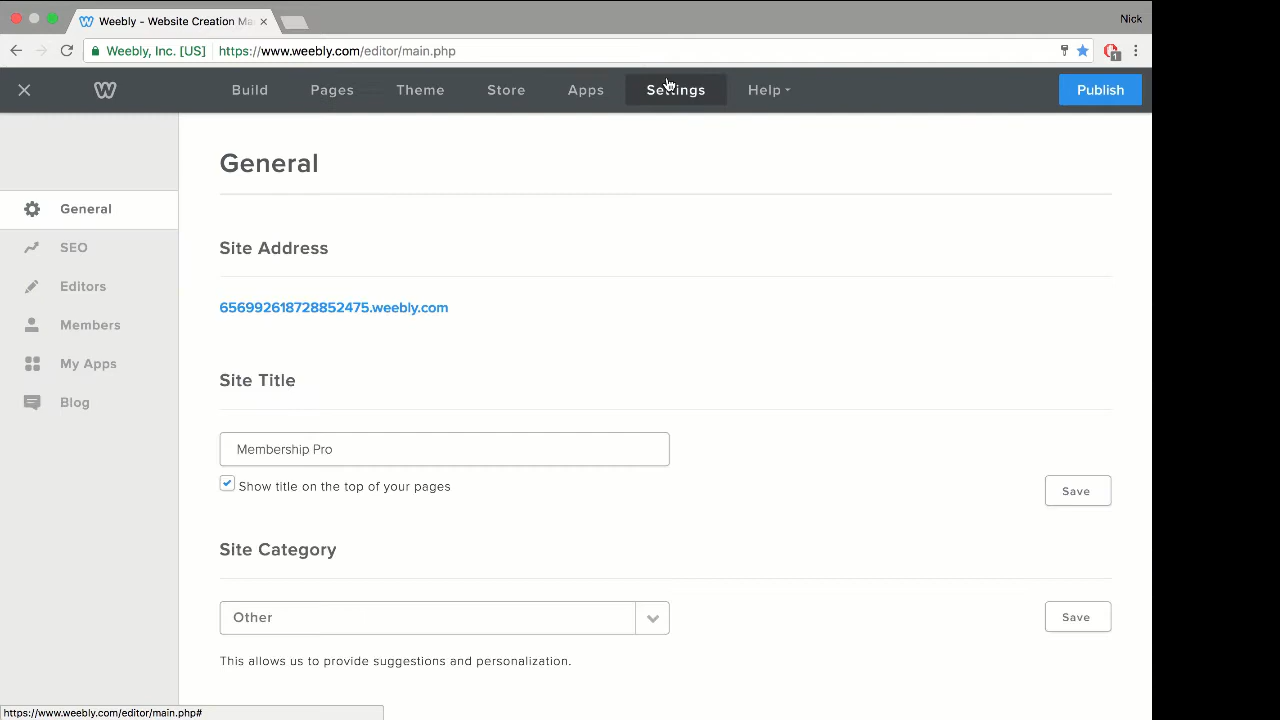 Weebly - Website Creation Ma
Nick
Weebly, Inc. [US]
https://www.weebly.com/editor/main.php
1
Build
Pages
Theme
Store
Apps
Settings
Help
Publish
General
General
SEO
Editors
Members
My Apps
Blog
Site Address
656992618728852475.weebly.com
Site Title
Membership Pro
Show title on the top of your pages
Save
Site Category
Other
Save
This allows us to provide suggestions and personalization.
https://www.weebly.com/editor/main.php#